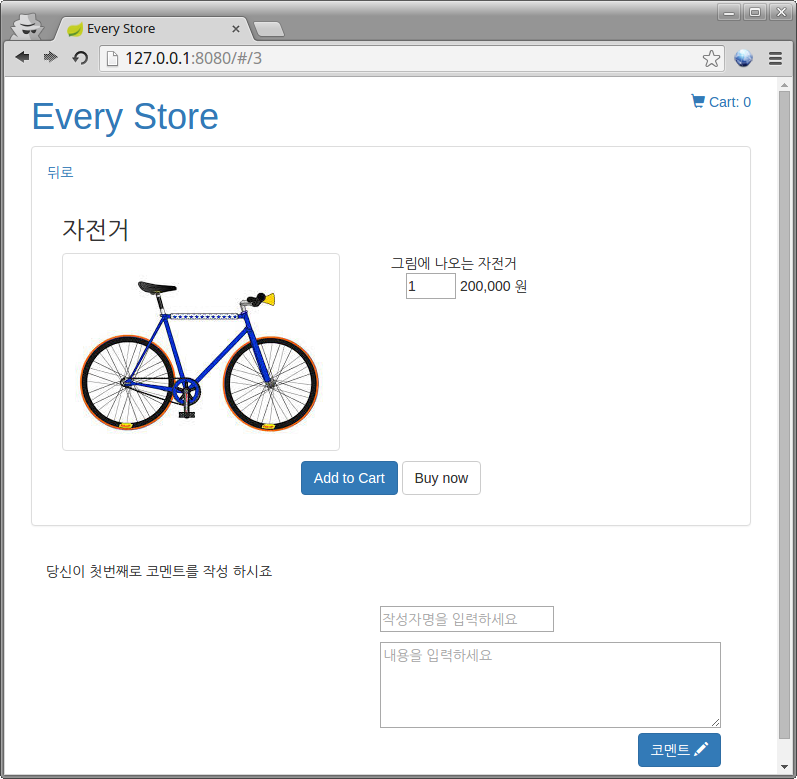 Every Store
127.0.0.1:8080/#/3
Every Store
Cart: 0
뒤로
자전거
그림에 나오는 자전거
1 200,000 원
Add to Cart Buy now
당신이 첫번째로 코멘트를 작성 하시죠
작성자명을 입력하세요
내용을 입력하세요
코멘트